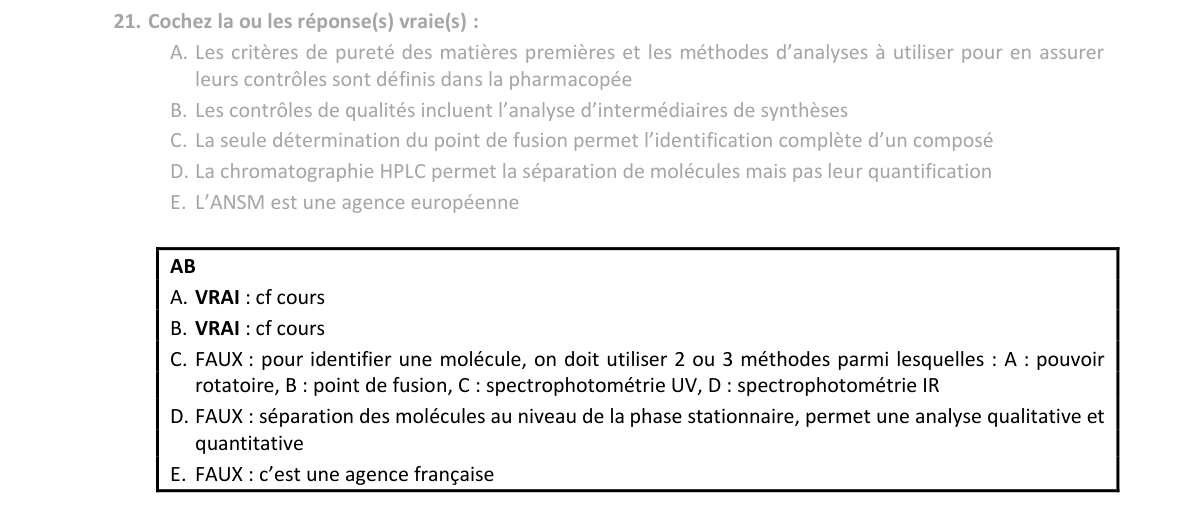 21. Cochez la ou les réponse(s) vraie(s) :
A. Les critères de pureté des matières premières et les méthodes d’analyses à utiliser pour en assurer
leurs contrôles sont définis dans la pharmacopée
B. Les contrôles de qualités incluent l’analyse d’intermédiaires de synthèses
C. La seule détermination du point de fusion permet l’identification complète d’un composé
D. La chromatographie HPLC permet la séparation de molécules mais pas leur quantification
E. L’ANSM est une agence européenne
AB
A. VRAI : cf cours
B. VRAI : cf cours
C. FAUX : pour identifier une molécule, on doit utiliser 2 ou 3 méthodes parmi lesquelles : A : pouvoir
rotatoire, B : point de fusion, C : spectrophotométrie UV, D : spectrophotométrie IR
D. FAUX : séparation des molécules au niveau de la phase stationnaire, permet une analyse qualitative et
quantitative
E. FAUX : c’est une agence française